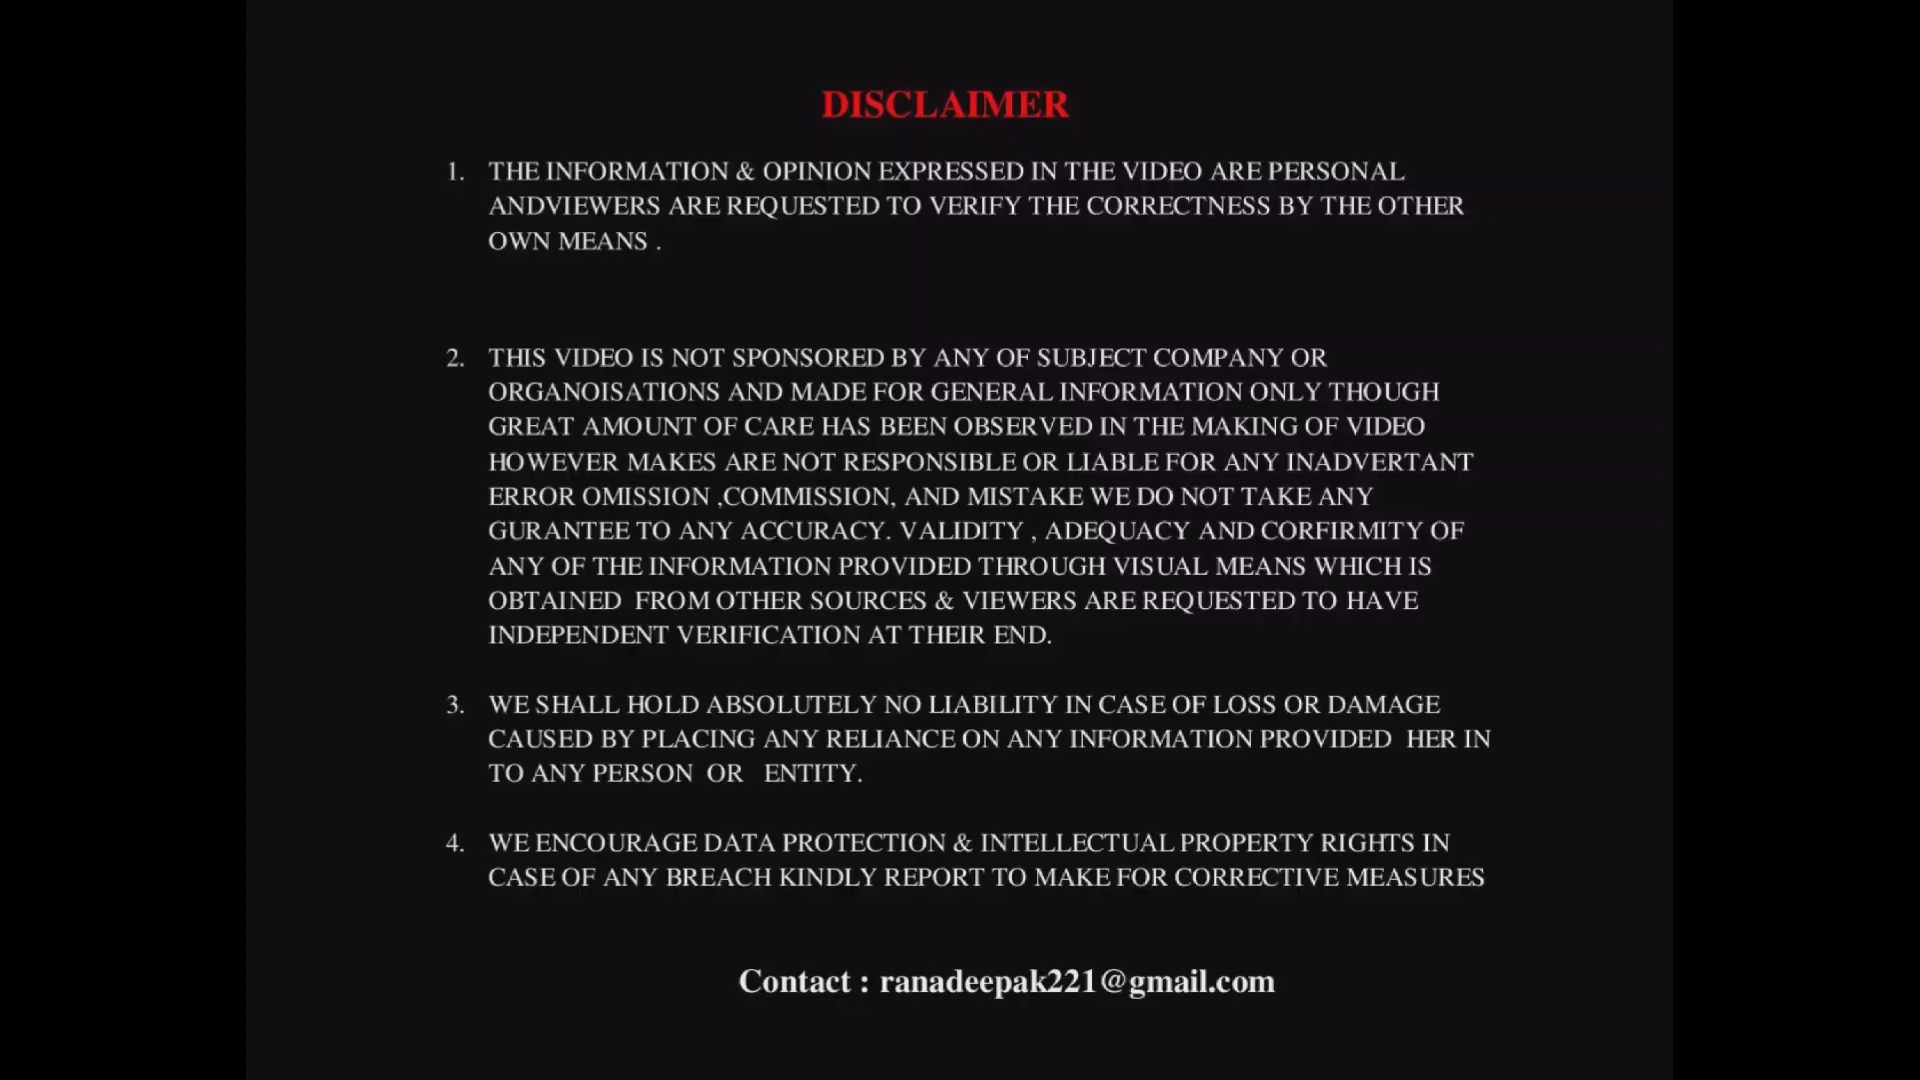 DISCLAIMER
1. THE INFORMATION & OPINION EXPRESSED IN THE VIDEO ARE PERSONAL
ANDVIEWERS ARE REQUESTED TO VERIFY THE CORRECTNESS BY THE OTHER
OWN MEANS .
2. THIS VIDEO IS NOT SPONSORED BY ANY OF SUBJECT COMPANY OR
ORGANOISATIONS AND MADE FOR GENERAL INFORMATION ONLY THOUGH
GREAT AMOUNT OF CARE HAS BEEN OBSERVED IN THE MAKING OF VIDEO
HOWEVER MAKES ARE NOT RESPONSIBLE OR LIABLE FOR ANY INADVERTANT
ERROR OMISSION ,COMMISSION, AND MISTAKE WE DO NOT TAKE ANY
GURANTEE TO ANY ACCURACY. VALIDITY , ADEQUACY AND CORFIRMITY OF
ANY OF THE INFORMATION PROVIDED THROUGH VISUAL MEANS WHICH IS
OBTAINED FROM OTHER SOURCES & VIEWERS ARE REQUESTED TO HAVE
INDEPENDENT VERIFICATION AT THEIR END.
3. WE SHALL HOLD ABSOLUTELY NO LIABILITY IN CASE OF LOSS OR DAMAGE
CAUSED BY PLACING ANY RELIANCE ON ANY INFORMATION PROVIDED HER IN
TO ANY PERSON OR ENTITY.
4. WE ENCOURAGE DATA PROTECTION & INTELLECTUAL PROPERTY RIGHTS IN
CASE OF ANY BREACH KINDLY REPORT TO MAKE FOR CORRECTIVE MEASURES
Contact : ranadeepak221@gmail.com